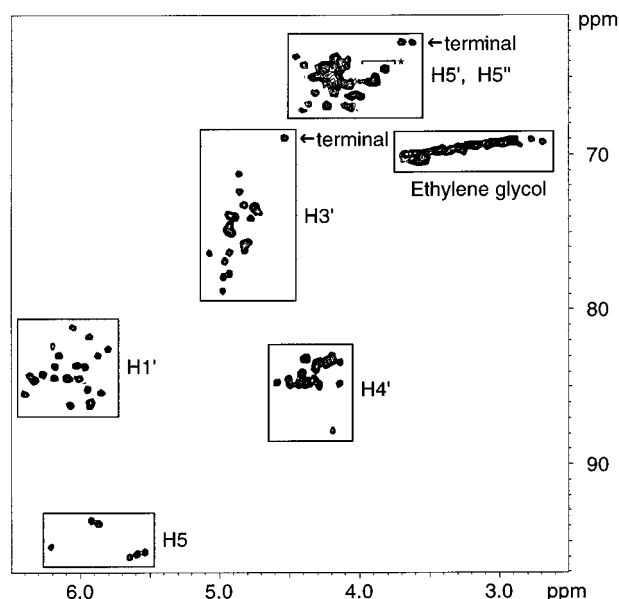 ppm
←terminal
*
H5', H5"
←terminal
70
Ethylene glycol
H3'
80
H1'
H4'
90
H5
6.0 5.0 4.0 3.0 ppm